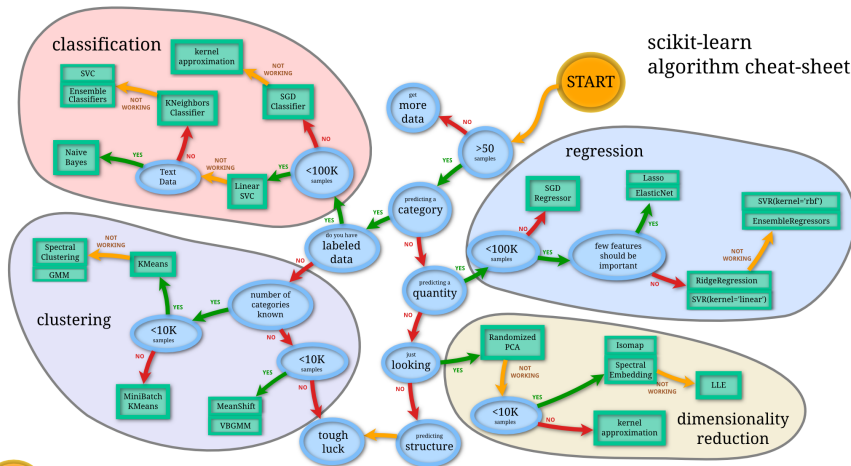 scikit-learn
algorithm cheat-sheet
START
>50
samples
get
more
data
NO
YES
predicting a
category
YES
NO
do you have
labeled
data
YES
NO
predicting a
quantity
YES
NO
just
looking
YES
NO
predicting
structure
tough
luck
classification
kernel
approximation
NOT
WORKING
SVC
Ensemble
Classifiers
NOT
WORKING
KNeighbors
Classifier
SGD
Classifier
NO
NO
Naive
Bayes
YES
Text
Data
NOT
WORKING
Linear
SVC
YES
<100K
samples
regression
SGD
Regressor
NO
<100K
samples
YES
Lasso
ElasticNet
YES
few features
should be
important
NO
SVR(kernel='rbf')
EnsembleRegressors
NOT
WORKING
RidgeRegression
SVR(kernel='linear')
clustering
Spectral
Clustering
GMM
NOT
WORKING
KMeans
YES
<10K
samples
YES
number of
categories
known
NO
NO
MiniBatch
KMeans
<10K
samples
YES
NO
MeanShift
VBGMM
dimensionality
reduction
Randomized
PCA
NOT
WORKING
<10K
samples
YES
NO
Isomap
Spectral
Embedding
NOT
WORKING
LLE
kernel
approximation